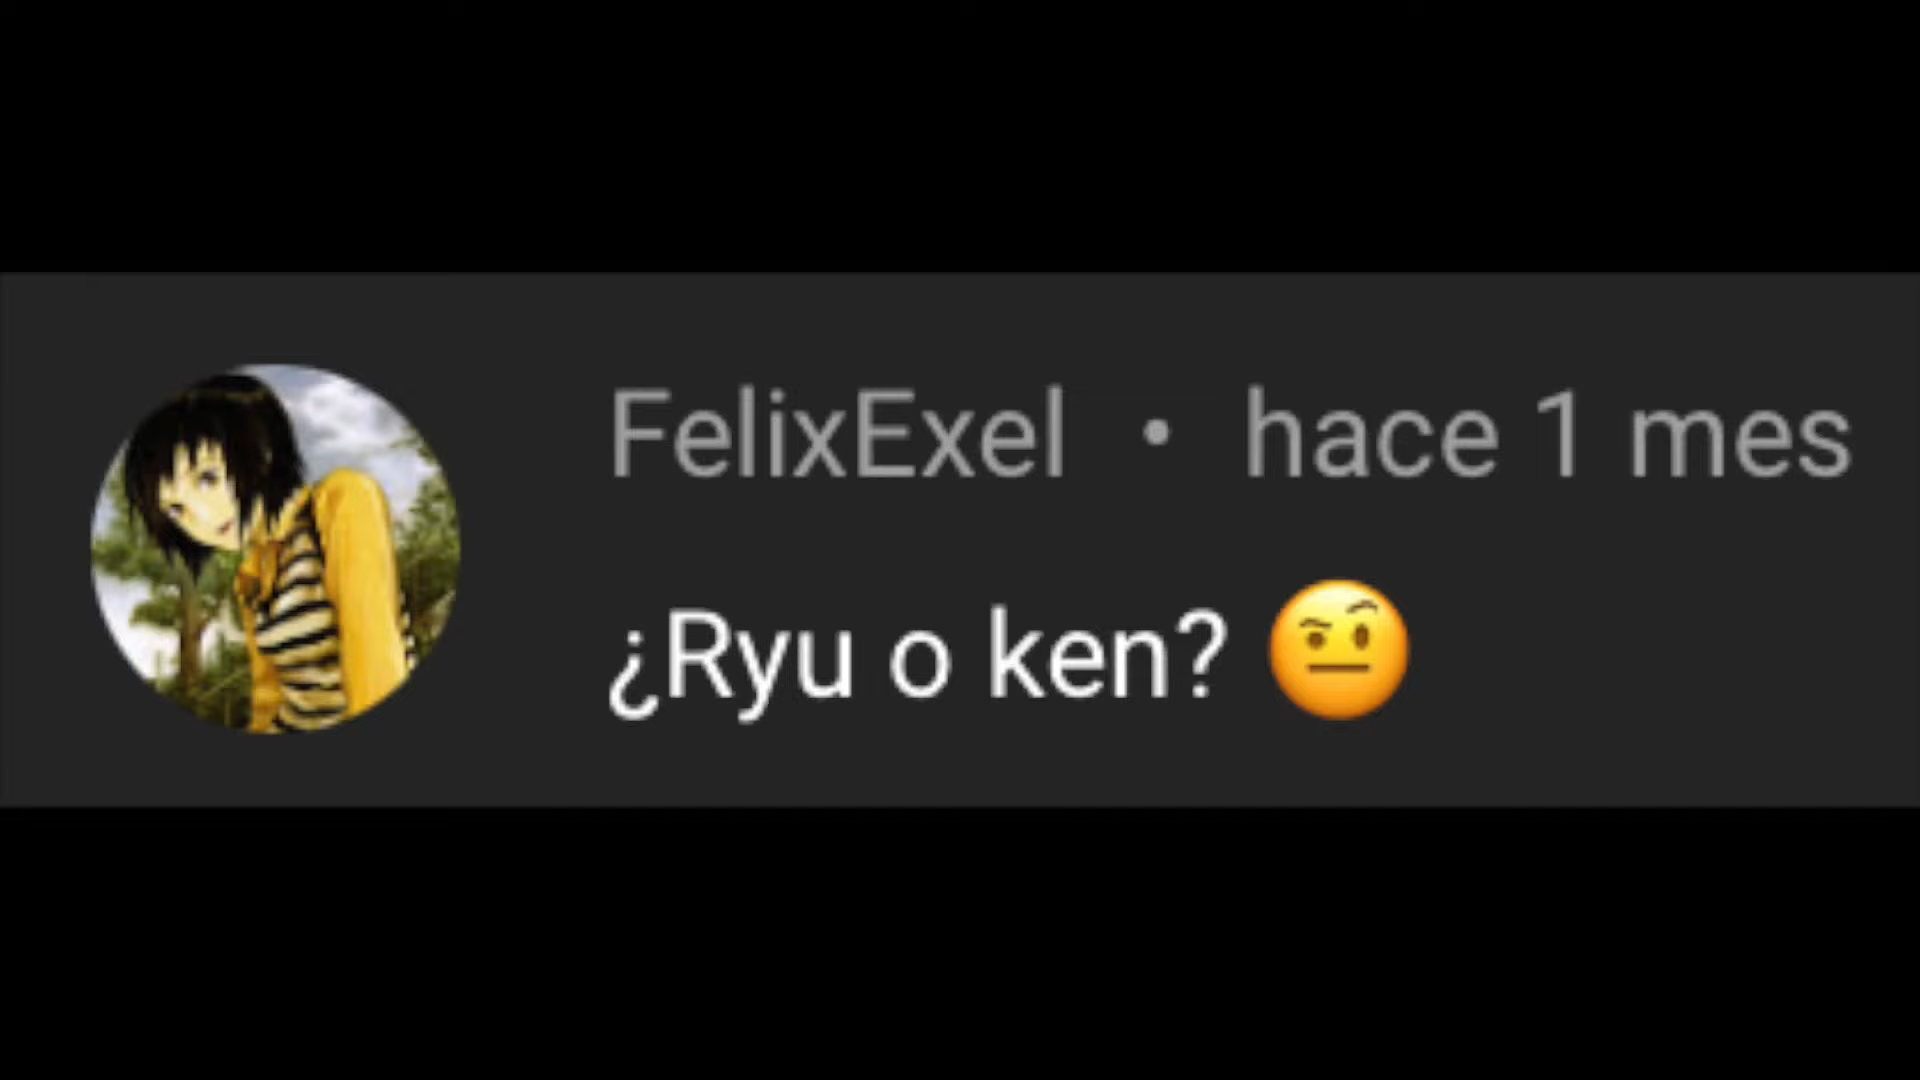 FelixExel • hace 1 mes
¿Ryu o ken? 🤨